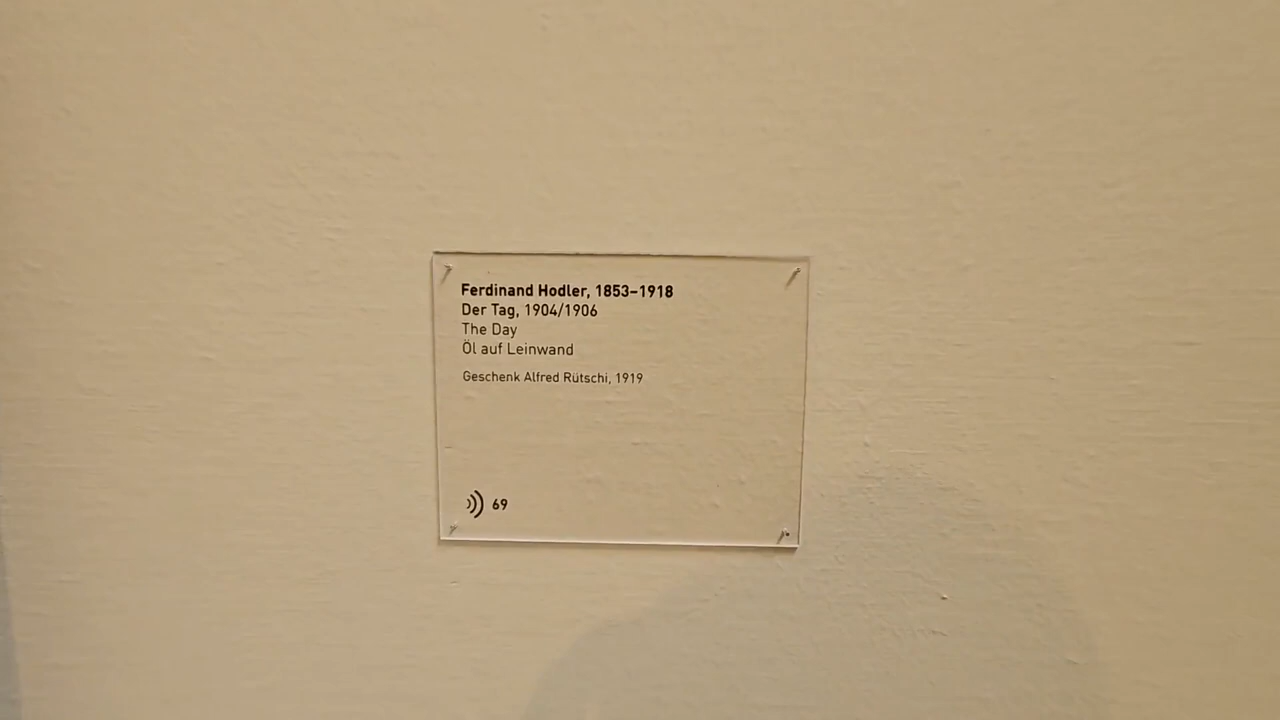 Ferdinand Hodler, 1853–1918
Der Tag, 1904/1906
The Day
Öl auf Leinwand
Geschenk Alfred Rütschi, 1919
69